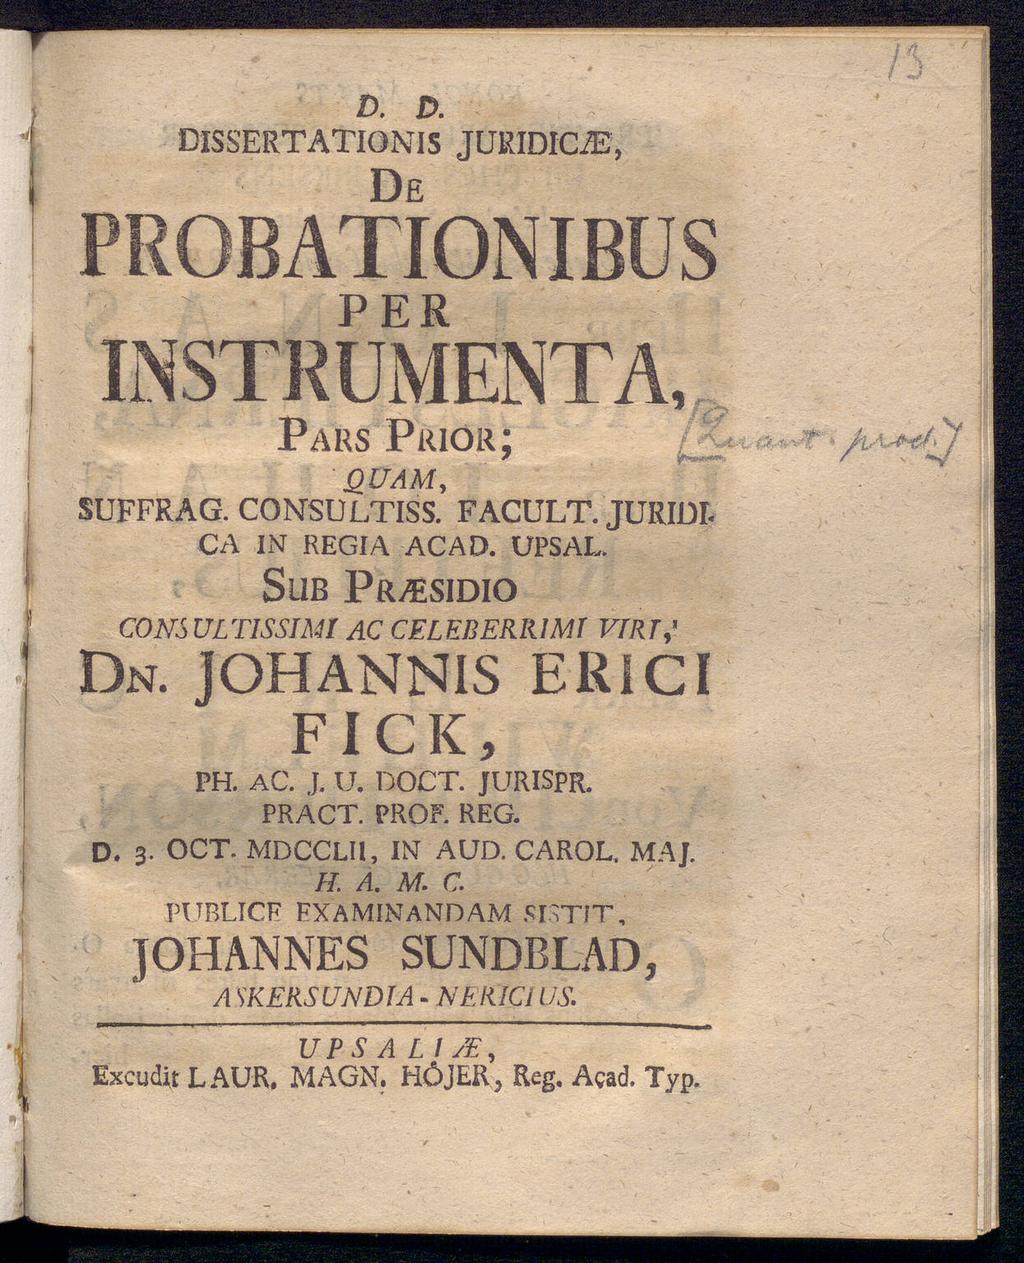 13
D. D.
DISSERTATIONIS JURIDICÆ,
DE
PROBATIONIBUS
PER
INSTRUMENTA,
PARS PRIOR; [Quant. prod.]
QUAM,
SUFFRAG. CONSULTISS. FACULT. JURIDI-
CA IN REGIA ACAD. UPSAL.
SUB PRÆSIDIO
CONSULTISSIMI AC CELEBERRIMI VIRI,
DN. JOHANNIS ERICI
FICK,
PH. AC. J. U. DOCT. JURISPR.
PRACT. PROF. REG.
D. 3. OCT. MDCCLII, IN AUD. CAROL. MAJ.
H. A. M. C.
PUBLICE EXAMINANDAM SISTIT,
JOHANNES SUNDBLAD,
ASKERSUNDIA-NERICIUS.
UPSALIÆ,
Excudit LAUR. MAGN. HÖJER, Reg. Acad. Typ.